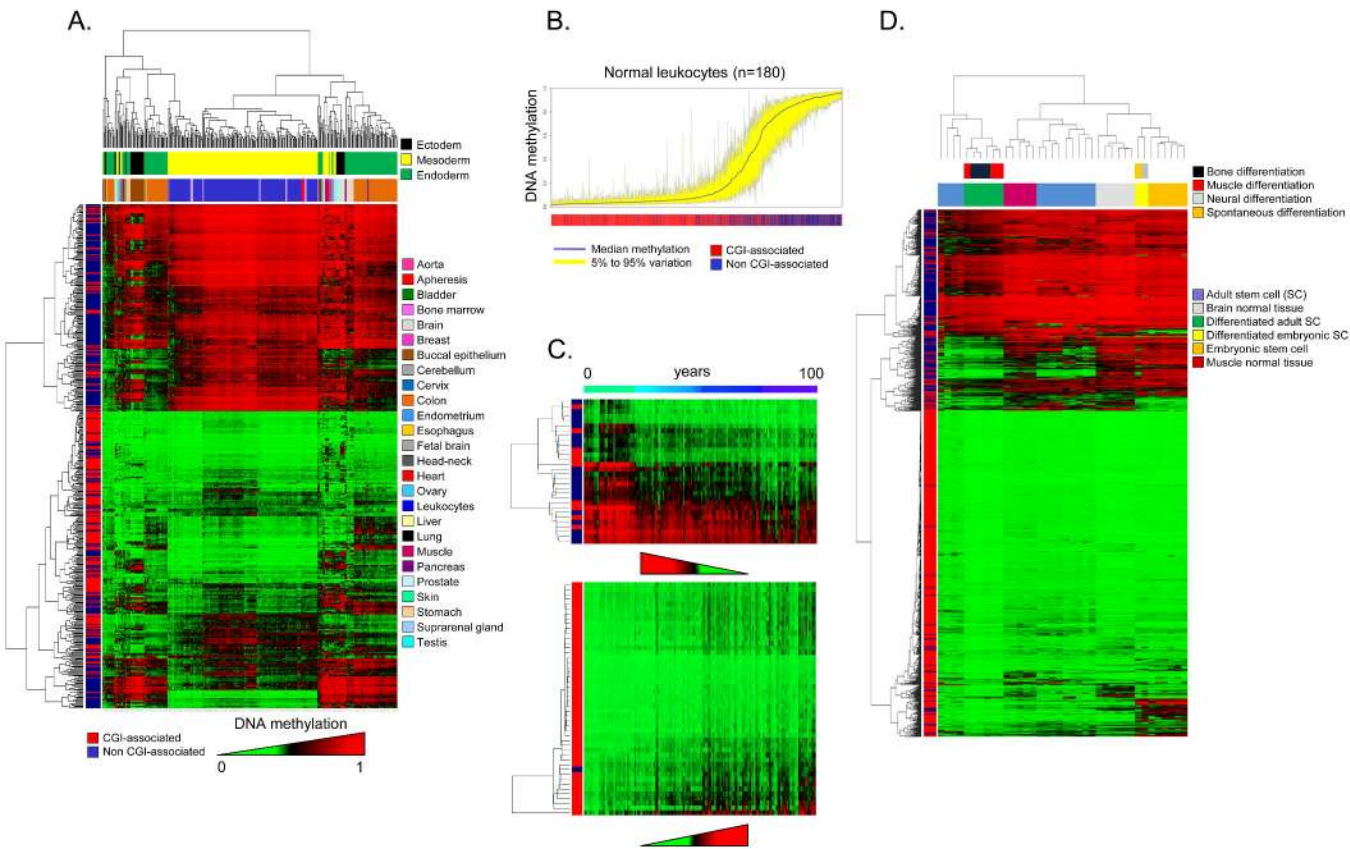 A.
Ectodem
Mesoderm
Endoderm
Aorta
Apheresis
Bladder
Bone marrow
Brain
Breast
Buccal epithelium
Cerebellum
Cervix
Colon
Endometrium
Esophagus
Fetal brain
Head-neck
Heart
Ovary
Leukocytes
Liver
Lung
Muscle
Pancreas
Prostate
Skin
Stomach
Suprarenal gland
Testis
CGI-associated
Non CGI-associated
DNA methylation
0 1
B.
Normal leukocytes (n=180)
DNA methylation
Median methylation
5% to 95% variation
CGI-associated
Non CGI-associated
C.
0 years 100
D.
Bone differentiation
Muscle differentiation
Neural differentiation
Spontaneous differentiation
Adult stem cell (SC)
Brain normal tissue
Differentiated adult SC
Differentiated embryonic SC
Embryonic stem cell
Muscle normal tissue